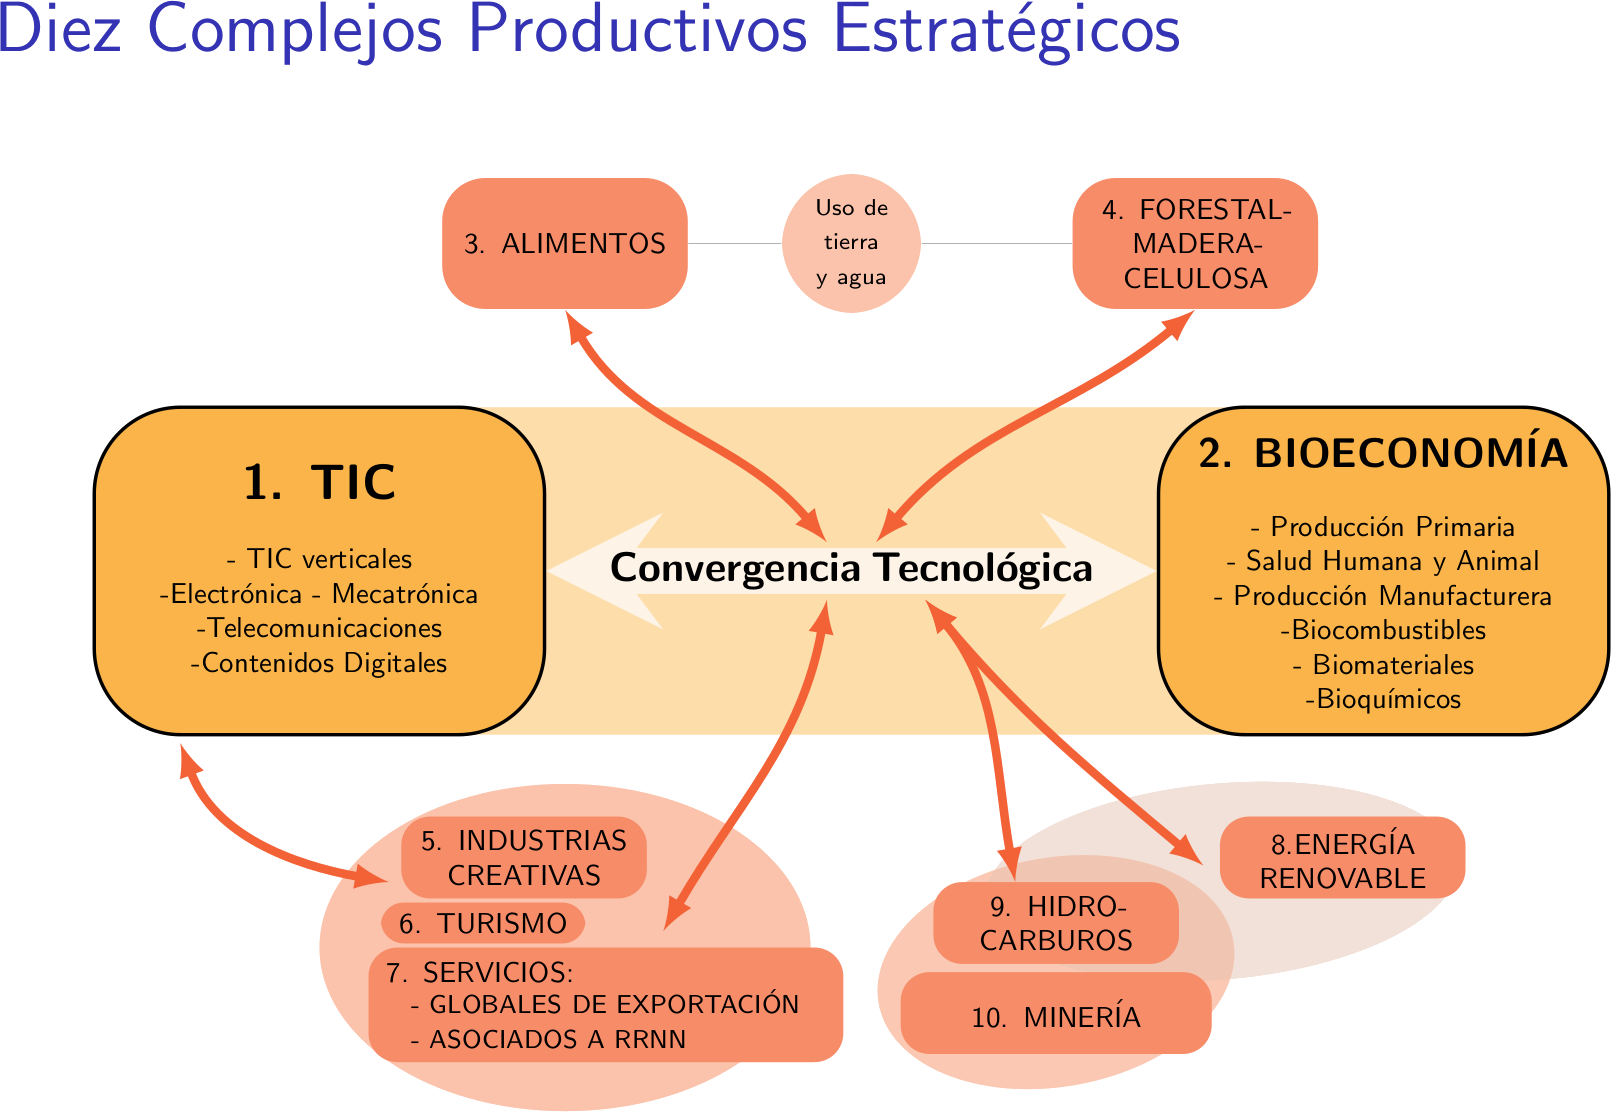 Diez Complejos Productivos Estratégicos
3. ALIMENTOS
Uso de
tierra
y agua
4. FORESTAL-
MADERA-
CELULOSA
1. TIC
- TIC verticales
-Electrónica - Mecatrónica
-Telecomunicaciones
-Contenidos Digitales
Convergencia Tecnológica
2. BIOECONOMÍA
- Producción Primaria
- Salud Humana y Animal
- Producción Manufacturera
-Biocombustibles
- Biomateriales
-Bioquímicos
5. INDUSTRIAS
CREATIVAS
6. TURISMO
7. SERVICIOS:
- GLOBALES DE EXPORTACIÓN
- ASOCIADOS A RRNN
8.ENERGÍA
RENOVABLE
9. HIDRO-
CARBUROS
10. MINERÍA